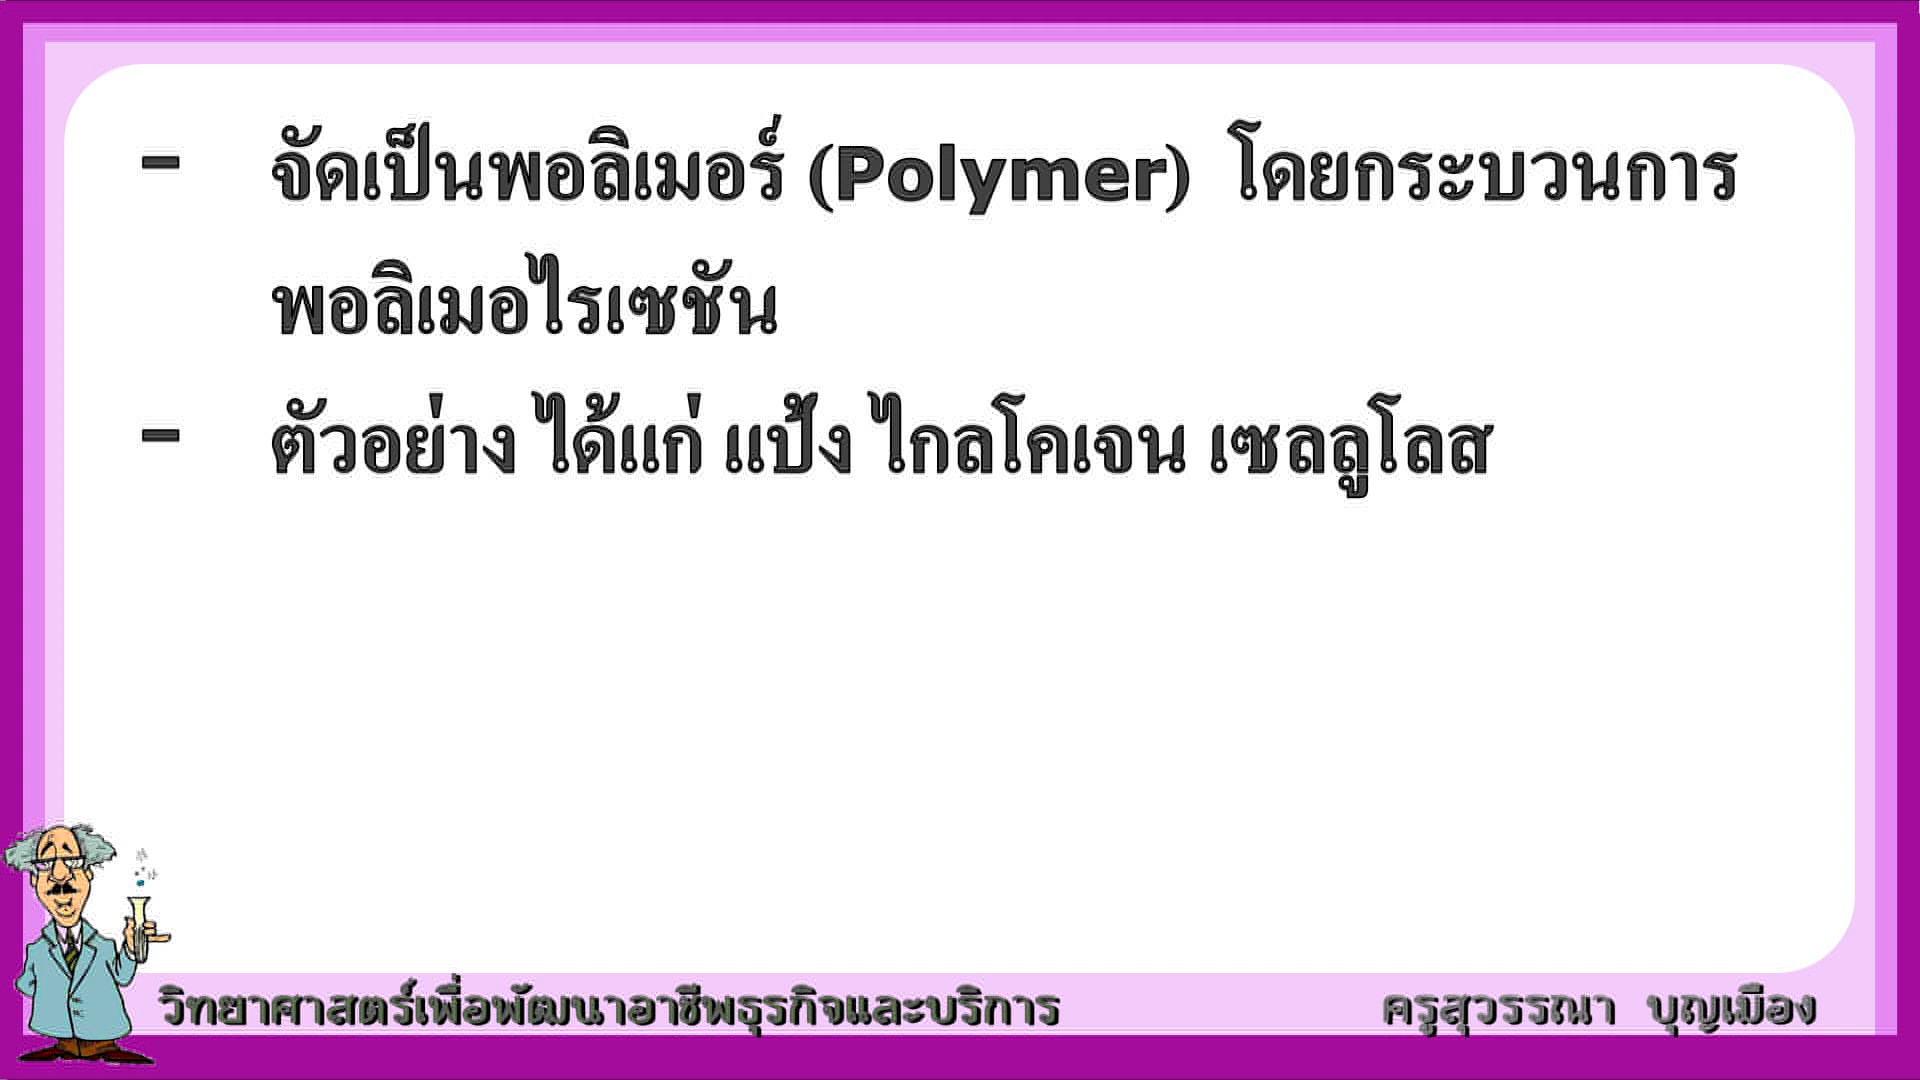 - จัดเป็นพอลิเมอร์ (Polymer) โดยกระบวนการ
พอลิเมอไรเซชัน
- ตัวอย่าง ได้แก่ แป้ง ไกลโคเจน เซลลูโลส
วิทยาศาสตร์เพื่อพัฒนาอาชีพธุรกิจและบริการ ครูสุวรรณา บุญเมือง